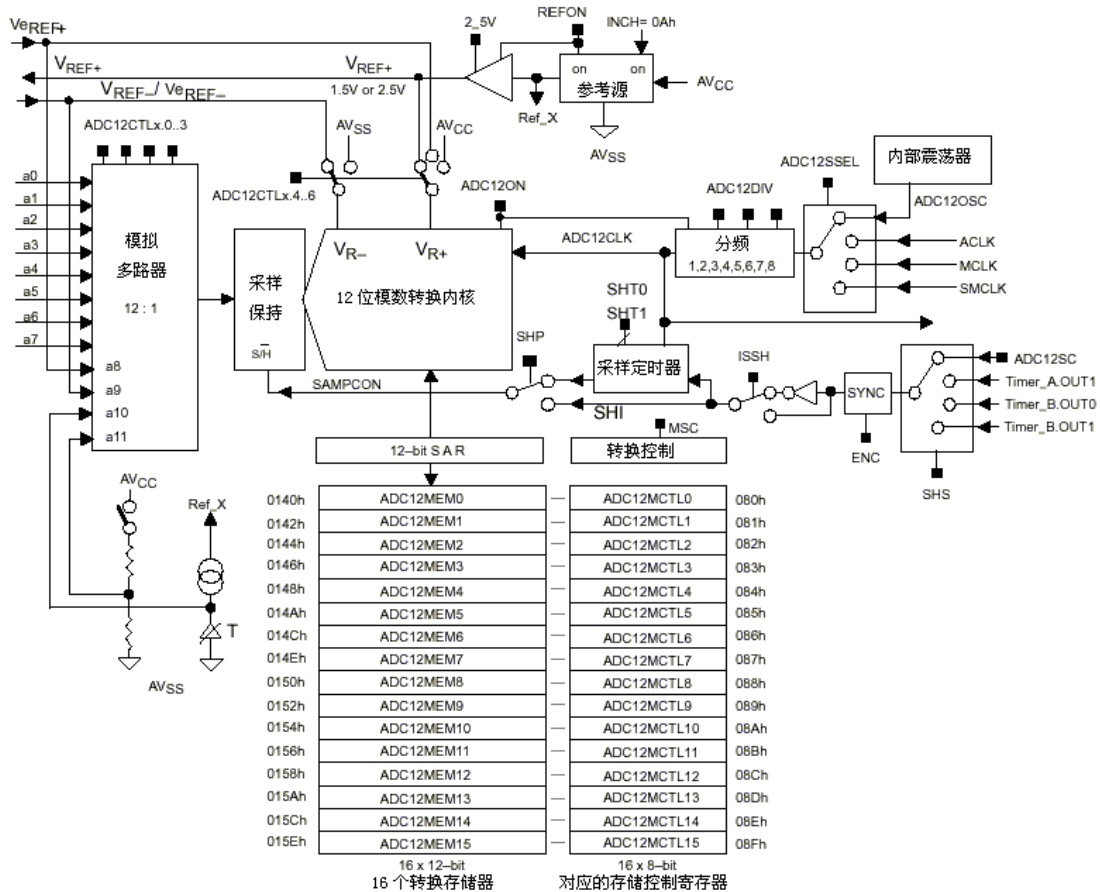 VeREF+
2_5V
REFON
INCH= 0Ah
VREF+
VREF+
1.5V or 2.5V
on
on
参考源
AVCC
VREF–/ VeREF–
Ref_X
AVSS
ADC12CTLx.0..3
AVSS
AVCC
ADC12CTLx.4..6
ADC12ON
ADC12DIV
ADC12SSEL
内部震荡器
ADC12OSC
a0
a1
a2
a3
a4
a5
a6
a7
a8
a9
a10
a11
模拟
多路器
12 : 1
采样
保持
S/H
VR–
VR+
12 位模数转换内核
ADC12CLK
分频
1,2,3,4,5,6,7,8
ACLK
MCLK
SMCLK
SHT0
SHT1
SHP
采样定时器
ISSH
SAMPCON
SHI
SYNC
ENC
ADC12SC
Timer_A.OUT1
Timer_B.OUT0
Timer_B.OUT1
SHS
12–bit S A R
MSC
转换控制
AVCC
Ref_X
T
AVSS
0140h ADC12MEM0 — ADC12MCTL0 080h
0142h ADC12MEM1 — ADC12MCTL1 081h
0144h ADC12MEM2 — ADC12MCTL2 082h
0146h ADC12MEM3 — ADC12MCTL3 083h
0148h ADC12MEM4 — ADC12MCTL4 084h
014Ah ADC12MEM5 — ADC12MCTL5 085h
014Ch ADC12MEM6 — ADC12MCTL6 086h
014Eh ADC12MEM7 — ADC12MCTL7 087h
0150h ADC12MEM8 — ADC12MCTL8 088h
0152h ADC12MEM9 — ADC12MCTL9 089h
0154h ADC12MEM10 — ADC12MCTL10 08Ah
0156h ADC12MEM11 — ADC12MCTL11 08Bh
0158h ADC12MEM12 — ADC12MCTL12 08Ch
015Ah ADC12MEM13 — ADC12MCTL13 08Dh
015Ch ADC12MEM14 — ADC12MCTL14 08Eh
015Eh ADC12MEM15 — ADC12MCTL15 08Fh
16 x 12–bit
16 x 8–bit
16 个转换存储器
对应的存储控制寄存器